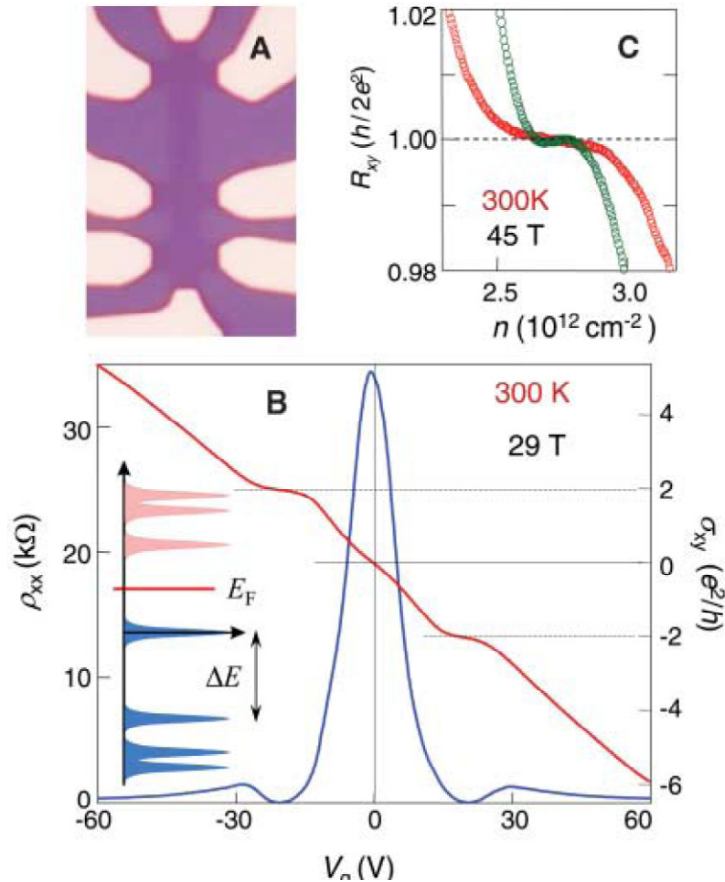 A
C
1.02
1.00
0.98
R_xy (h/2e²)
300K
45 T
2.5
3.0
n (10¹² cm⁻²)
B
300 K
29 T
30
20
10
0
ρ_xx (kΩ)
4
2
0
-2
-4
-6
σ_xy (e²/h)
E_F
ΔE
-60
-30
0
30
60
V_g (V)